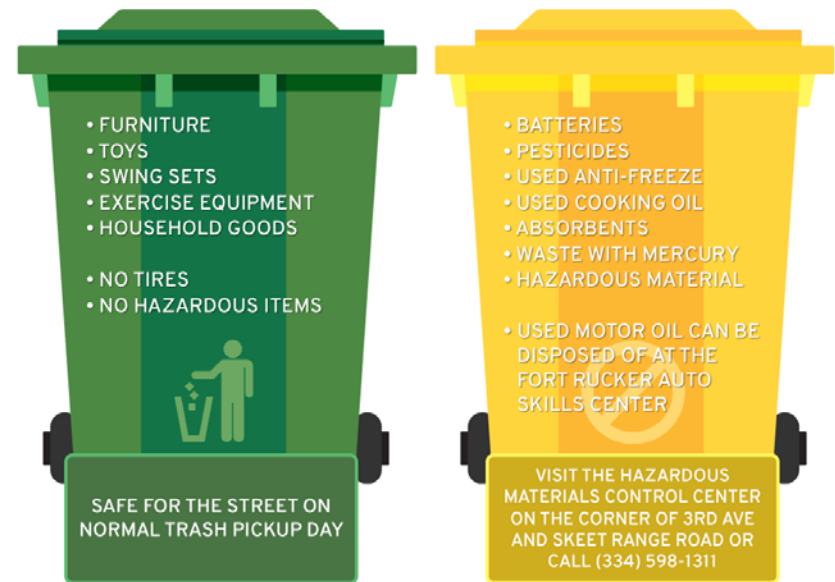 • FURNITURE
• TOYS
• SWING SETS
• EXERCISE EQUIPMENT
• HOUSEHOLD GOODS
• NO TIRES
• NO HAZARDOUS ITEMS
SAFE FOR THE STREET ON
NORMAL TRASH PICKUP DAY
• BATTERIES
• PESTICIDES
• USED ANTI-FREEZE
• USED COOKING OIL
• ABSORBENTS
• WASTE WITH MERCURY
• HAZARDOUS MATERIAL
• USED MOTOR OIL CAN BE
DISPOSED OF AT THE
FORT RUCKER AUTO
SKILLS CENTER
VISIT THE HAZARDOUS
MATERIALS CONTROL CENTER
ON THE CORNER OF 3RD AVE
AND SKEET RANGE ROAD OR
CALL (334) 598-1311